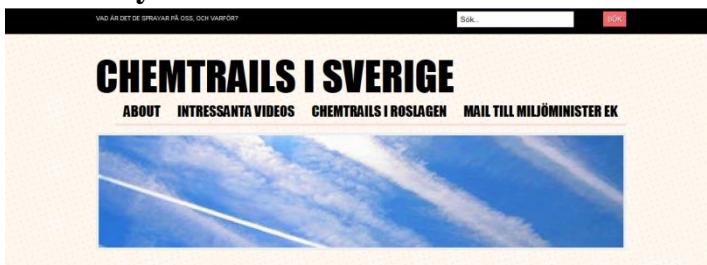 VAD ÄR DET DE SPRAYAR PÅ OSS, OCH VARFÖR?
Sök..
SÖK
CHEMTRAILS I SVERIGE
ABOUT INTRESSANTA VIDEOS CHEMTRAILS I ROSLAGEN MAIL TILL MILJÖMINISTER EK